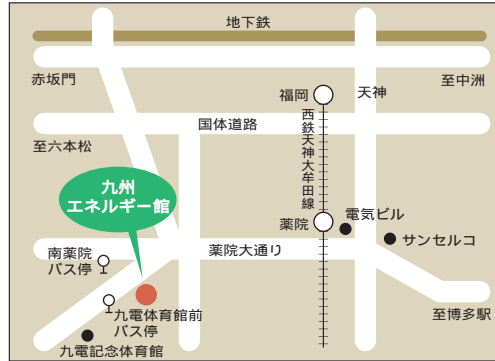 地下鉄
赤坂門
至中洲
福岡
天神
国体道路
西鉄天神大牟田線
至六本松
九州
エネルギー館
薬院
電気ビル
サンセルコ
南薬院
バス停
薬院大通り
九電体育館前
バス停
至博多駅
九電記念体育館